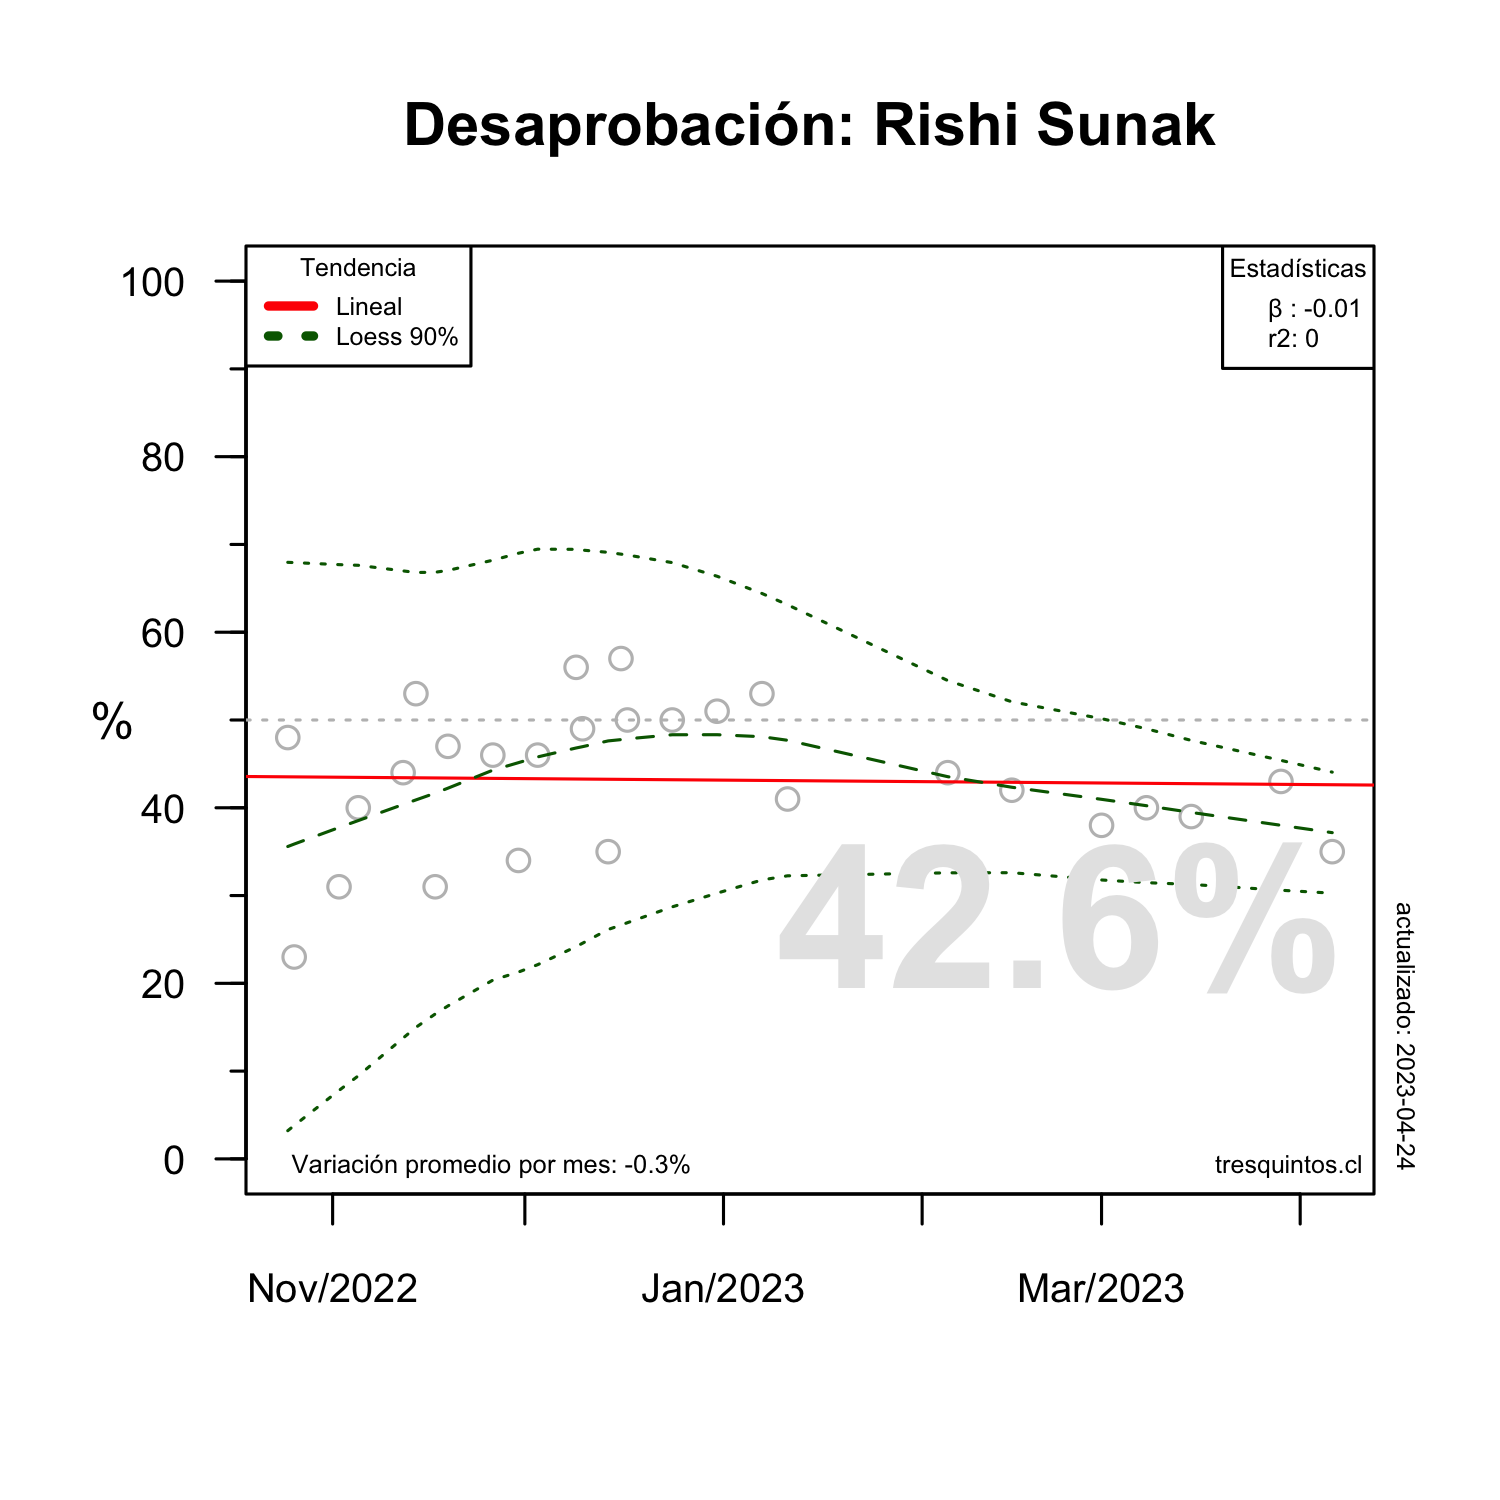 Desaprobación: Rishi Sunak
Tendencia
Lineal
Loess 90%
Estadísticas
β : -0.01
r2: 0
100
80
60
%
40
20
0
42.6%
actualizado: 2023-04-24
Variación promedio por mes: -0.3%
tresquintos.cl
Nov/2022
Jan/2023
Mar/2023